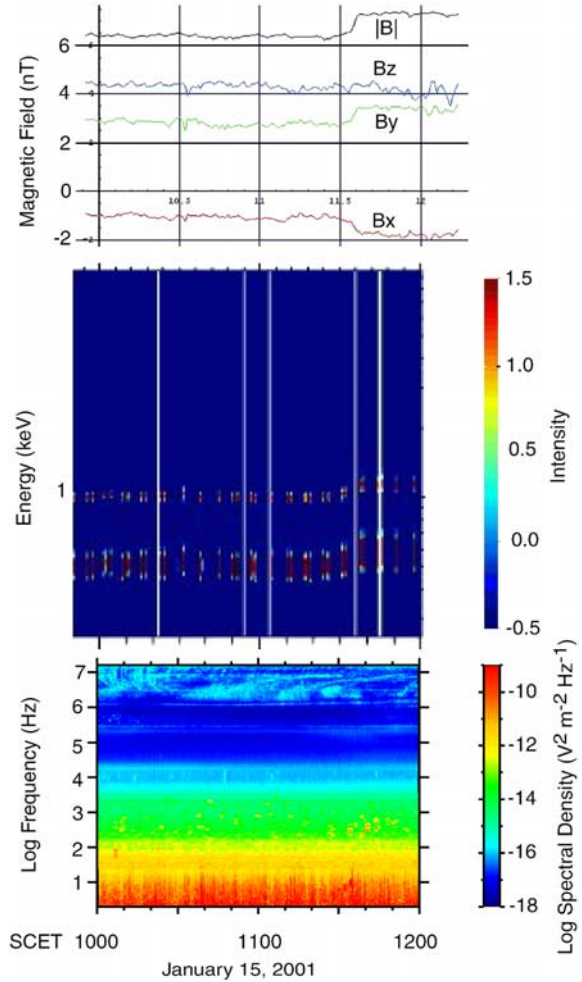 Magnetic Field (nT)
6
4
2
0
-2
|B|
Bz
By
Bx
10.5
11
11.5
12
Energy (keV)
1
1.5
1.0
0.5
0.0
-0.5
Intensity
Log Frequency (Hz)
7
6
5
4
3
2
1
-10
-12
-14
-16
-18
Log Spectral Density (V² m⁻² Hz⁻¹)
SCET 1000 1100 1200
January 15, 2001